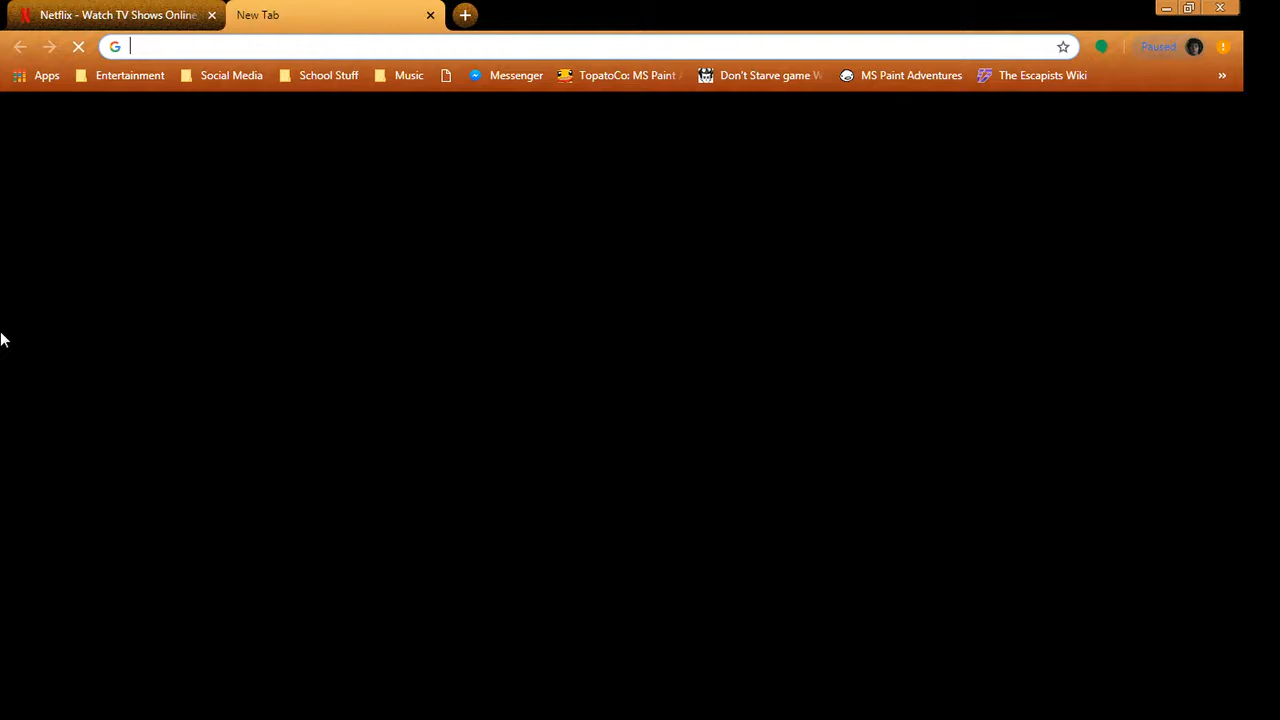 Netflix - Watch TV Shows Online, New Tab
Paused
Apps Entertainment Social Media School Stuff Music Messenger TopatoCo: MS Paint Don't Starve game W MS Paint Adventures The Escapists Wiki »